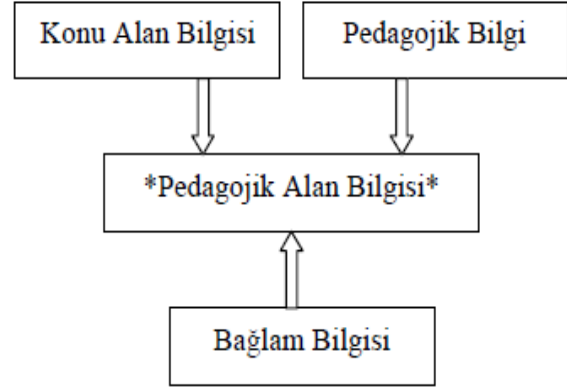 Konu Alan Bilgisi
Pedagojik Bilgi
*Pedagojik Alan Bilgisi*
Bağlam Bilgisi